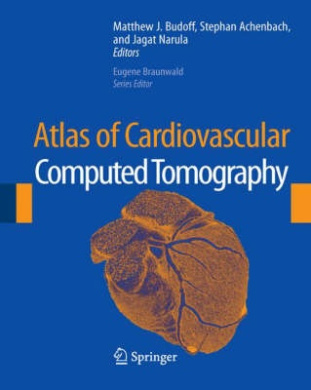 Matthew J. Budoff, Stephan Achenbach,
and Jagat Narula
Editors
Eugene Braunwald
Series Editor
Atlas of Cardiovascular
Computed Tomography
Springer